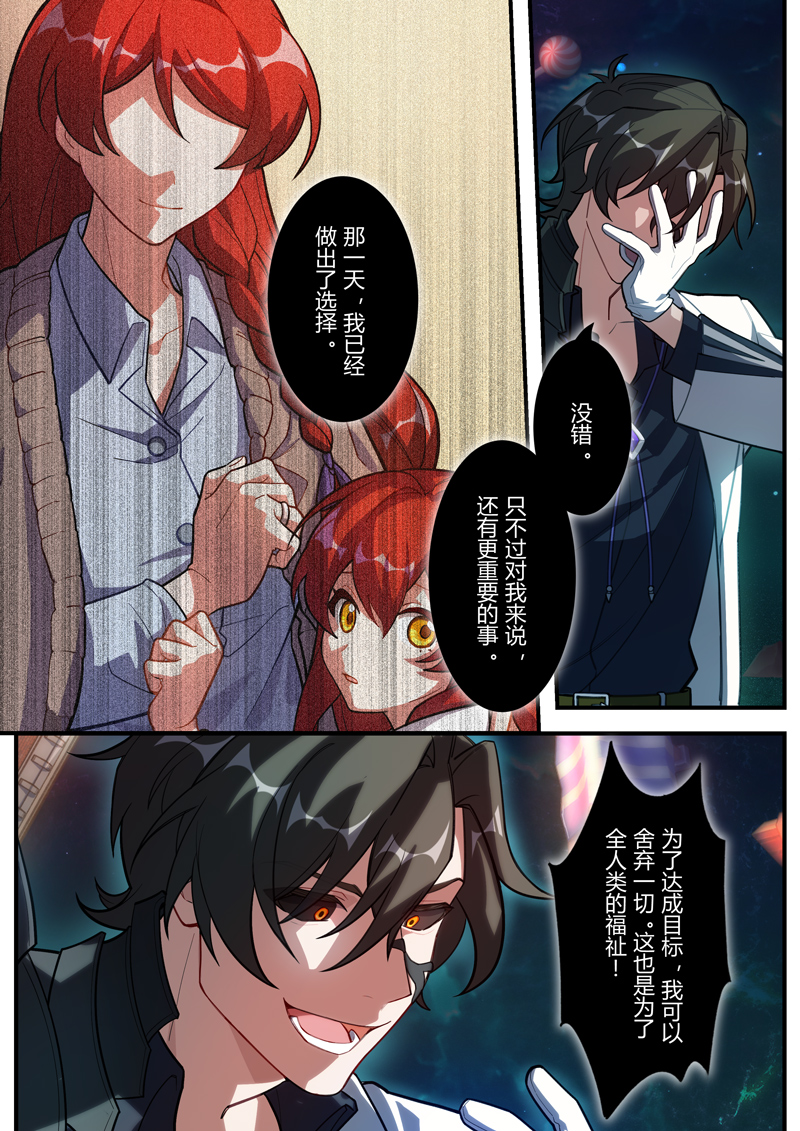 没错。
只不过对我来说，
还有更重要的事。
那一天，我已经
做出了选择。
为了达成目标，我可以
舍弃一切。这也是为了
全人类的福祉！